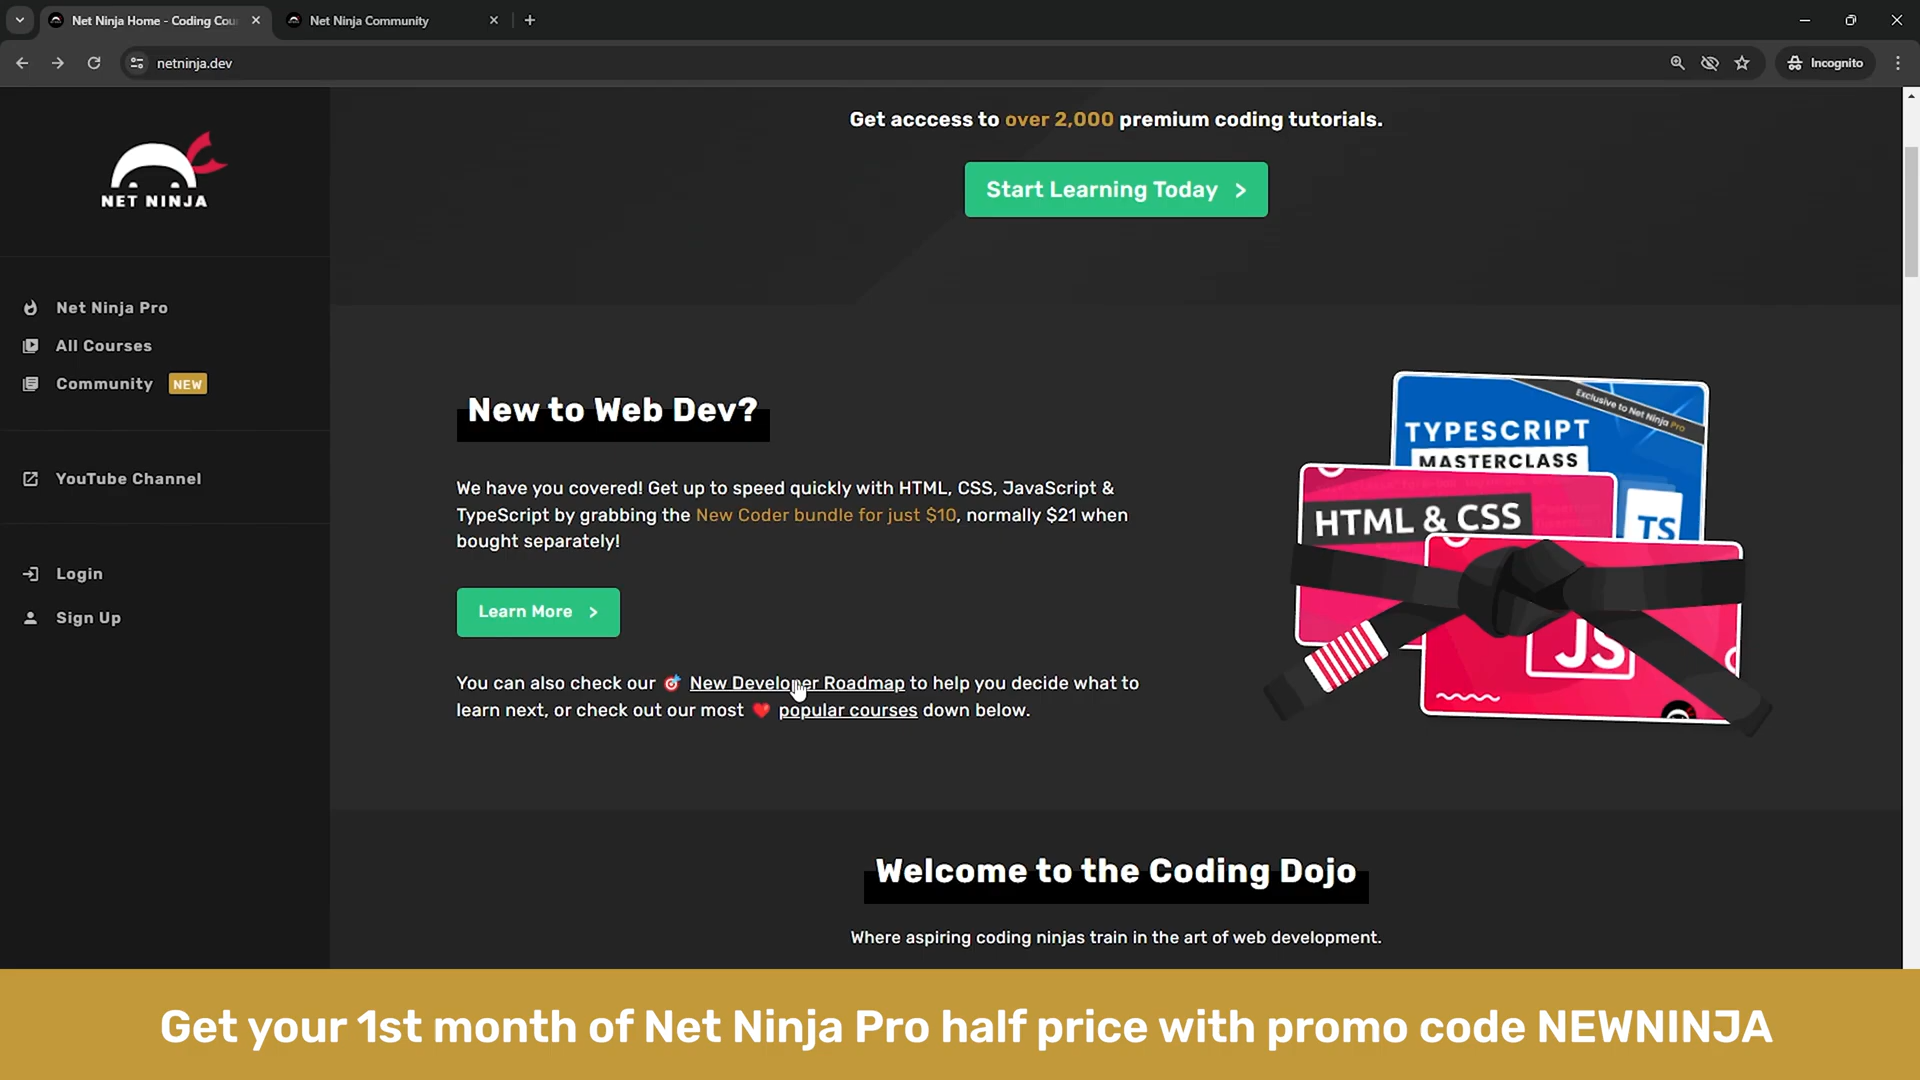 Net Ninja Home - Coding Cou
Net Ninja Community
netninja.dev
Incognito
NET NINJA
Net Ninja Pro
All Courses
Community NEW
YouTube Channel
Login
Sign Up
Get acccess to over 2,000 premium coding tutorials.
Start Learning Today >
New to Web Dev?
We have you covered! Get up to speed quickly with HTML, CSS, JavaScript &
TypeScript by grabbing the New Coder bundle for just $10, normally $21 when
bought separately!
Learn More >
You can also check our 🎯 New Developer Roadmap to help you decide what to
learn next, or check out our most ❤️ popular courses down below.
Exclusive to Net Ninja Pro
TYPESCRIPT
MASTERCLASS
TS
HTML & CSS
JS
Welcome to the Coding Dojo
Where aspiring coding ninjas train in the art of web development.
Get your 1st month of Net Ninja Pro half price with promo code NEWNINJA